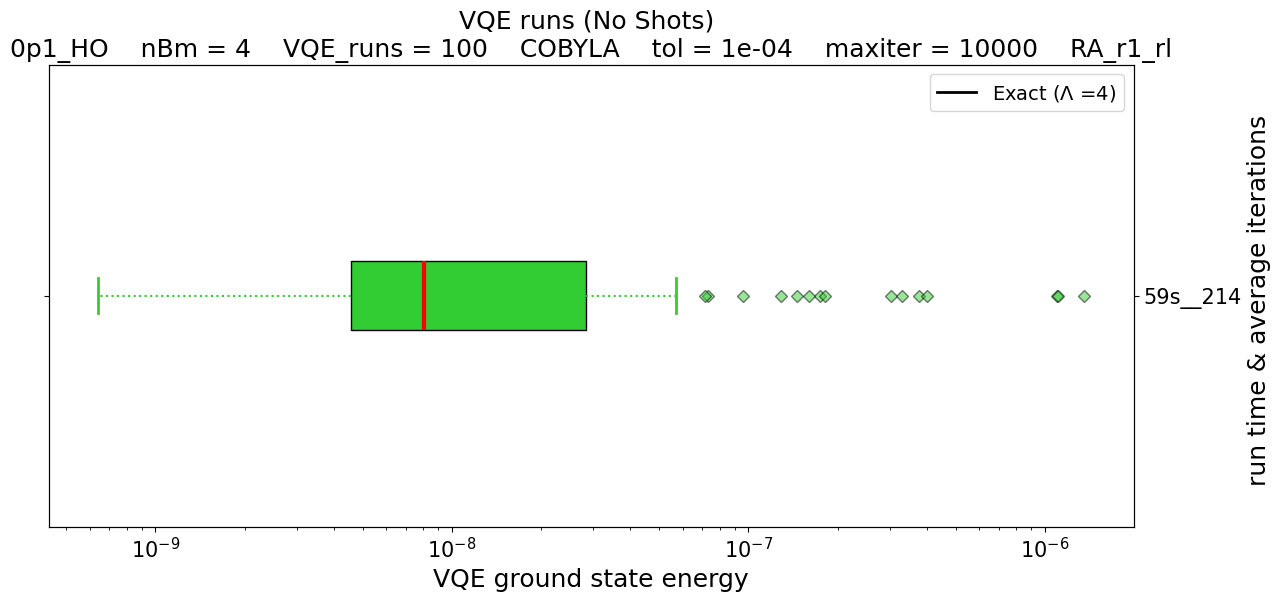 VQE runs (No Shots)
0p1_HO    nBm = 4    VQE_runs = 100    COBYLA    tol = 1e-04    maxiter = 10000    RA_r1_rl
Exact (Λ =4)
59s__214
run time & average iterations
10⁻⁹
10⁻⁸
10⁻⁷
10⁻⁶
VQE ground state energy